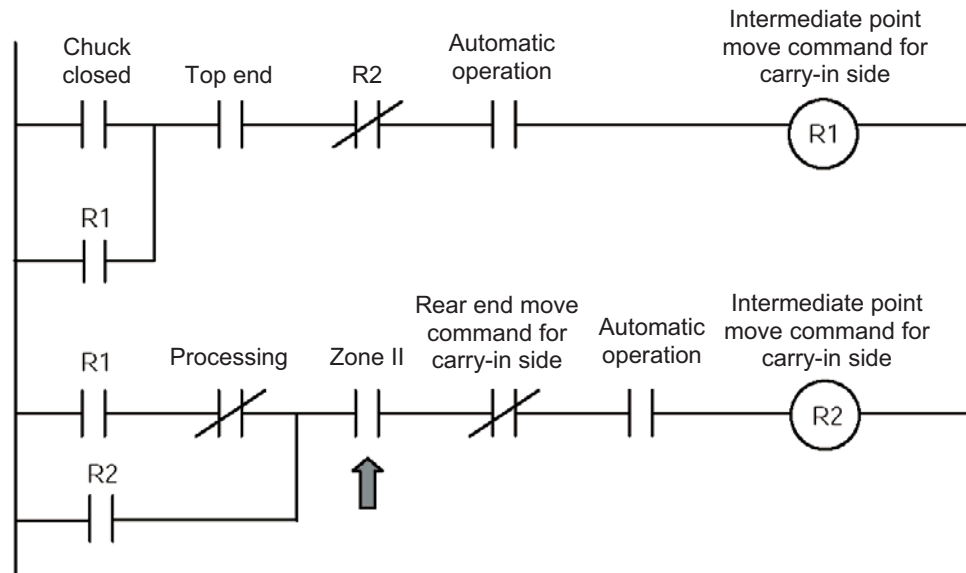 Chuck
closed
Top end
R2
Automatic
operation
Intermediate point
move command for
carry-in side
R1
R1
R1
Processing
Zone II
Rear end move
command for
carry-in side
Automatic
operation
Intermediate point
move command for
carry-in side
R2
R2